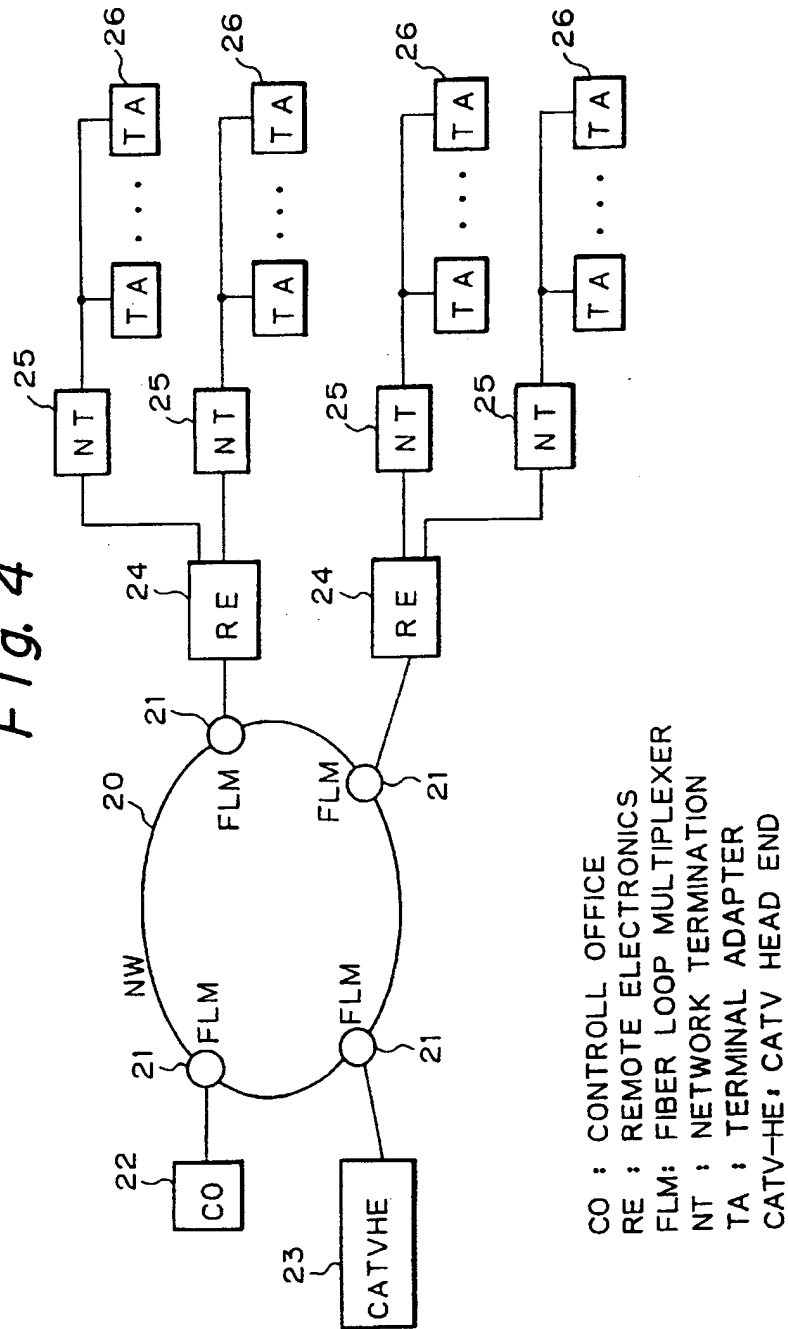 Fig. 4
26
TA
TA
25
NT
26
TA
TA
25
NT
24
RE
26
TA
TA
25
NT
24
RE
26
TA
TA
25
NT
20
NW
21
FLM
21
FLM
21
FLM
21
FLM
22
CO
23
CATVHE
CO : CONTROLL OFFICE
RE : REMOTE ELECTRONICS
FLM: FIBER LOOP MULTIPLEXER
NT : NETWORK TERMINATION
TA : TERMINAL ADAPTER
CATV-HE: CATV HEAD END